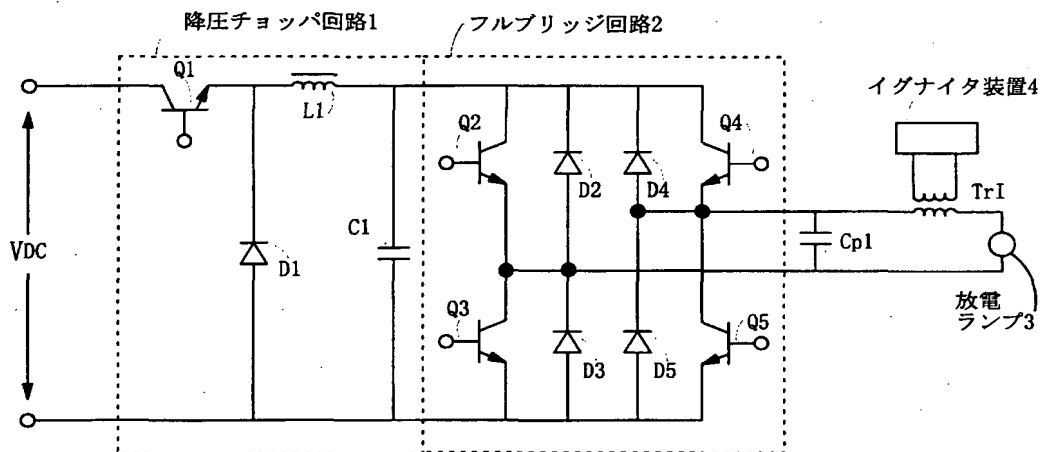 降圧チョッパ回路1
フルブリッジ回路2
イグナイタ装置4
Q1
L1
Q2
Q4
D2
D4
TrI
VDC
D1
C1
Cp1
放電
ランプ3
Q3
Q5
D3
D5